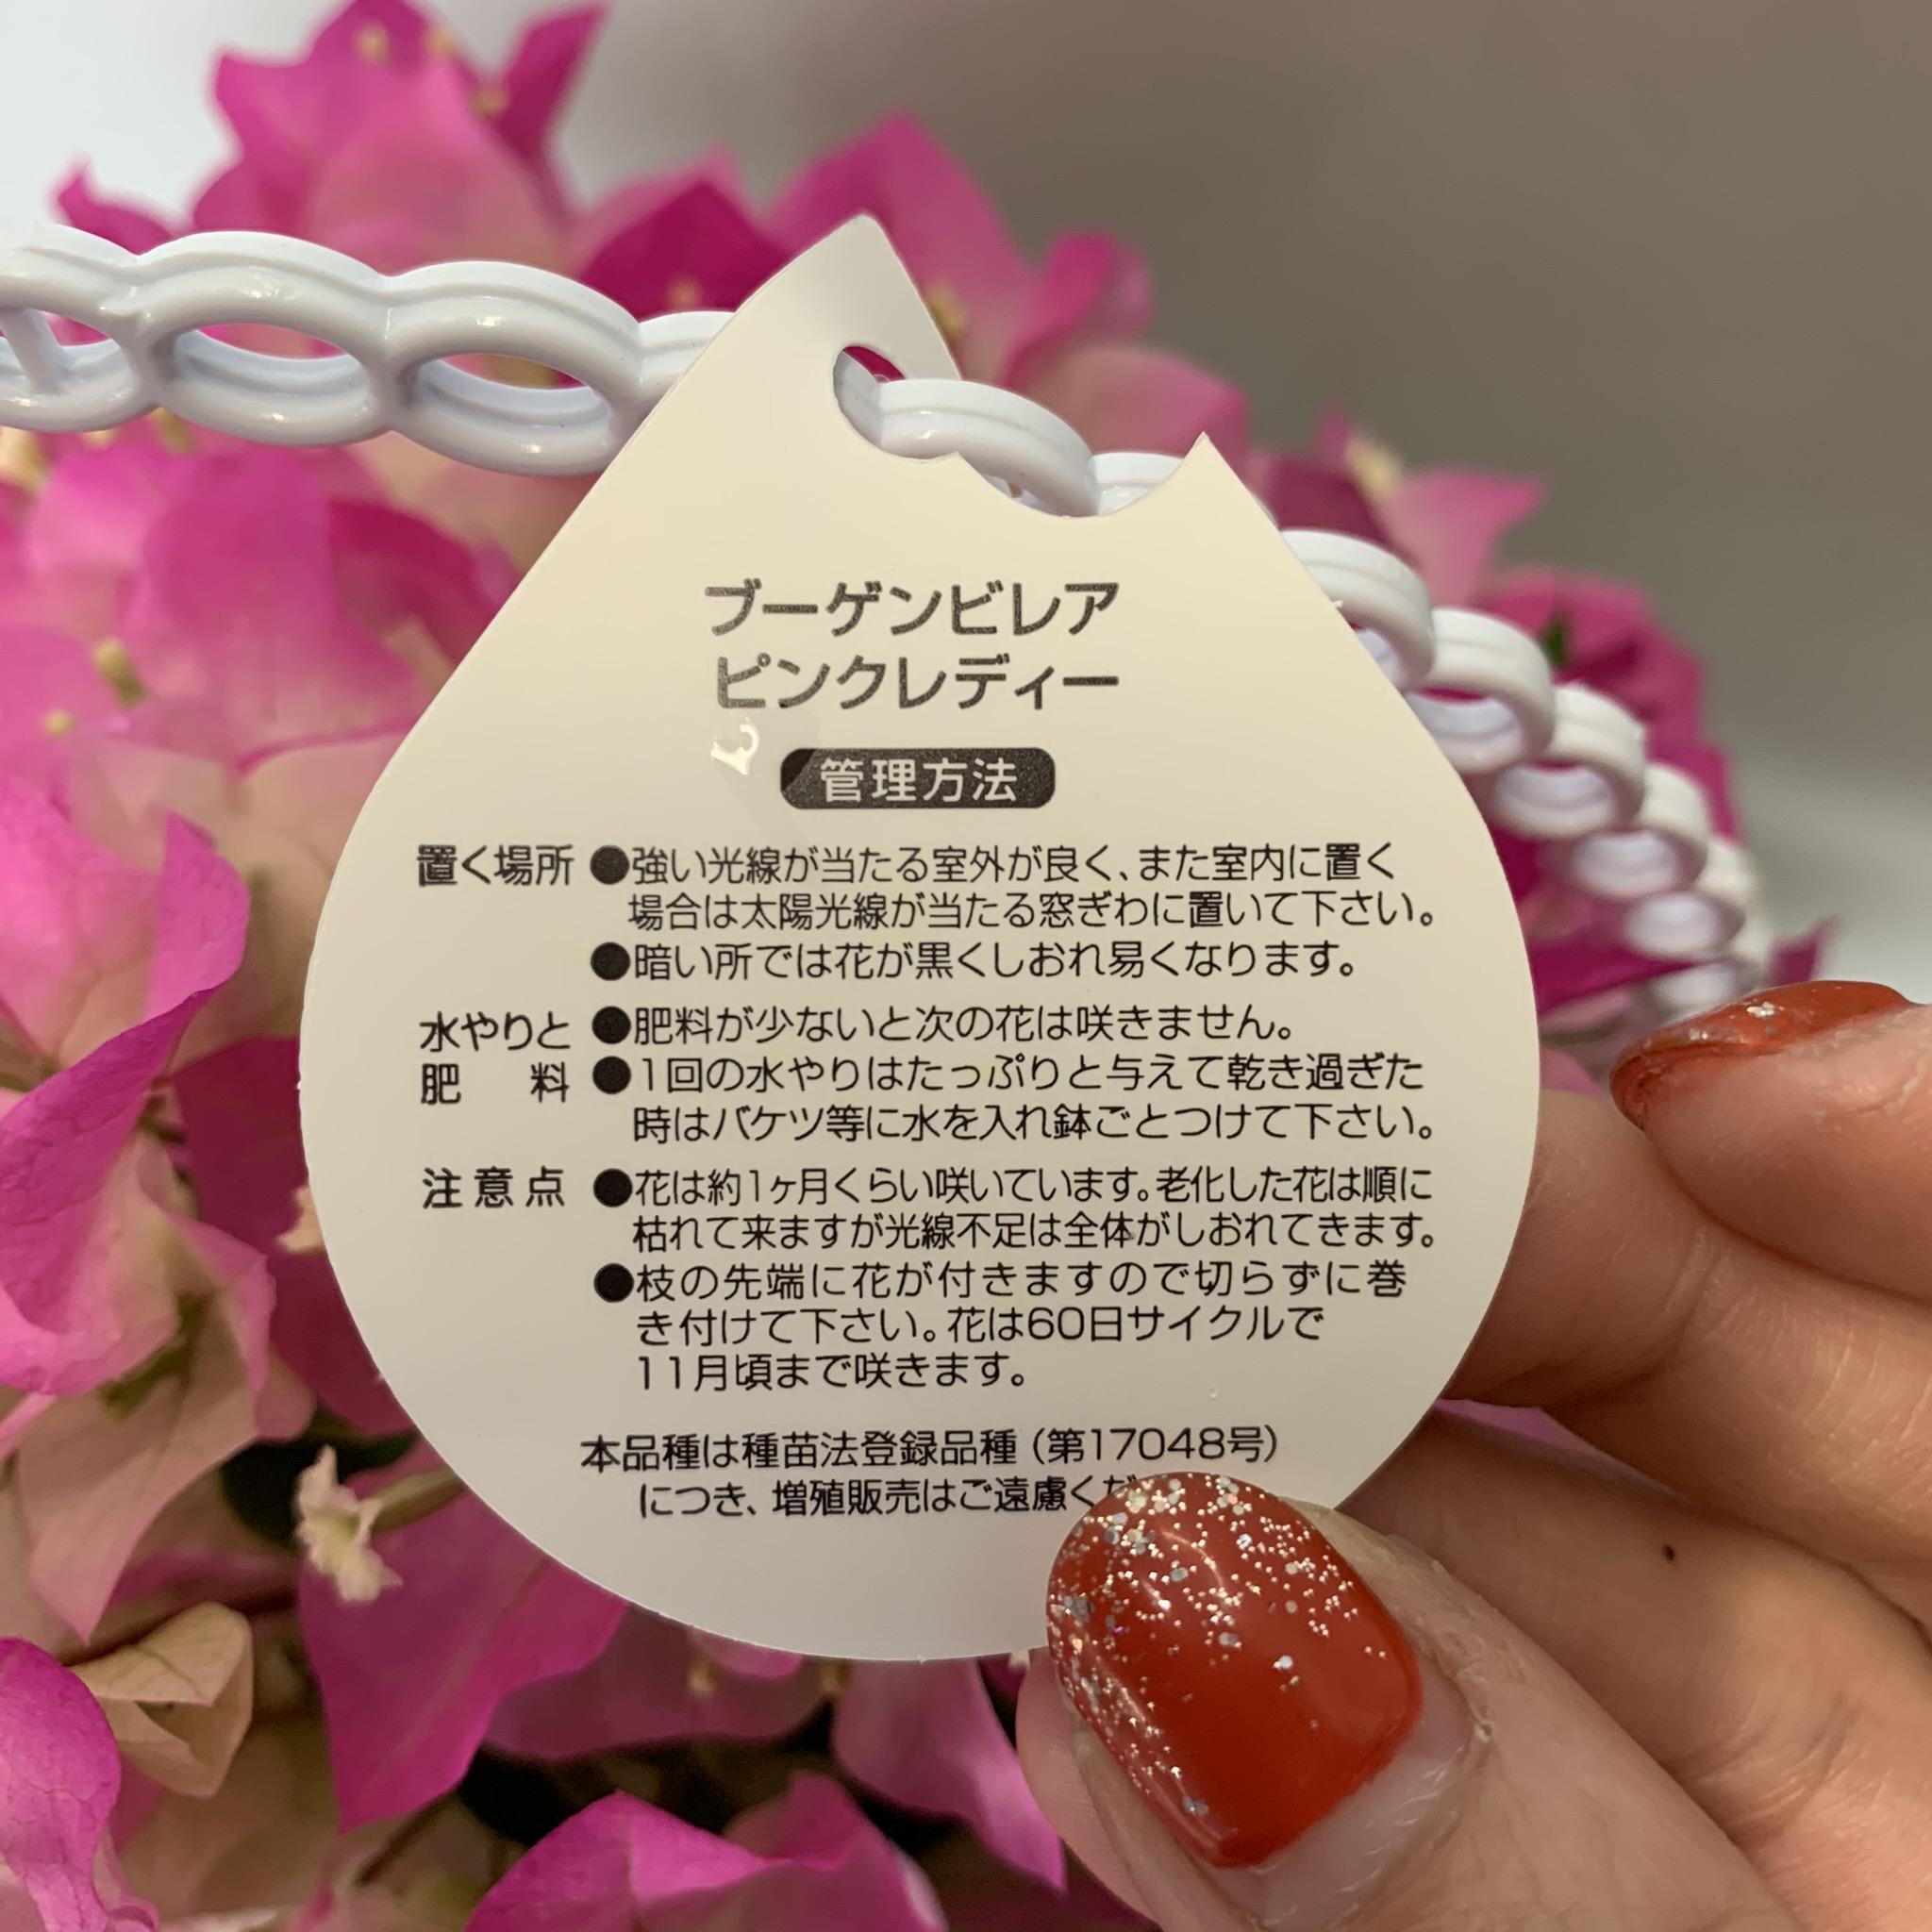 ブーゲンビレア
ピンクレディー
管理方法
置く場所 ●強い光線が当たる室外が良く、また室内に置く
場合は太陽光線が当たる窓ぎわに置いて下さい。
●暗い所では花が黒くしおれ易くなります。
水やりと ●肥料が少ないと次の花は咲きません。
肥　料 ●1回の水やりはたっぷりと与えて乾き過ぎた
時はバケツ等に水を入れ鉢ごとつけて下さい。
注意点 ●花は約1ヶ月くらい咲いています。老化した花は順に
枯れて来ますが光線不足は全体がしおれてきます。
●枝の先端に花が付きますので切らずに巻
き付けて下さい。花は60日サイクルで
11月頃まで咲きます。
本品種は種苗法登録品種(第17048号)
につき、増殖販売はご遠慮くだ